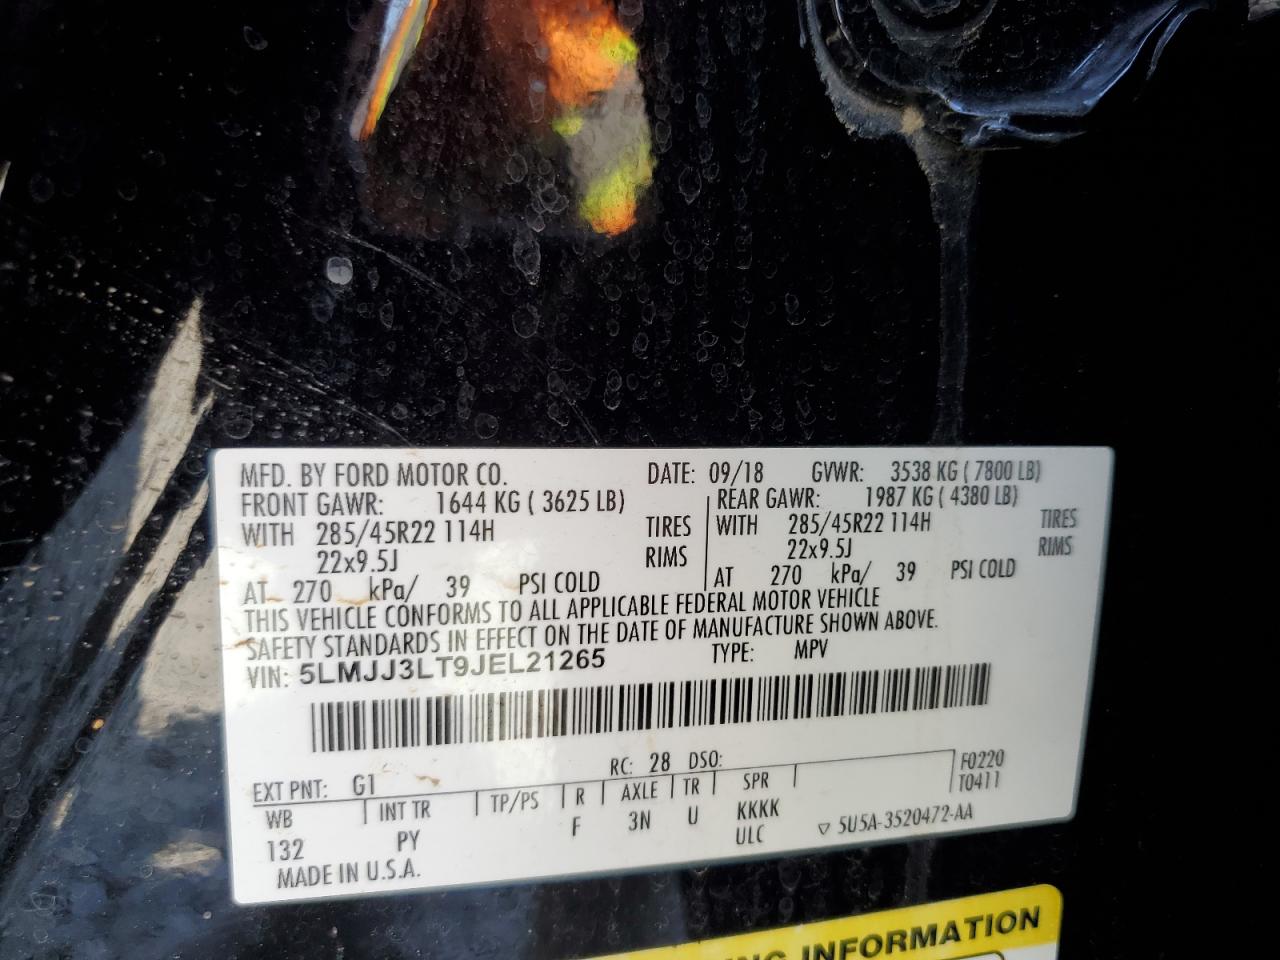 MFD. BY FORD MOTOR CO. DATE: 09/18 GVWR: 3538 KG ( 7800 LB)
FRONT GAWR: 1644 KG ( 3625 LB) REAR GAWR: 1987 KG ( 4380 LB)
WITH 285/45R22 114H TIRES WITH 285/45R22 114H TIRES
22x9.5J RIMS 22x9.5J RIMS
AT 270 kPa/ 39 PSI COLD AT 270 kPa/ 39 PSI COLD
THIS VEHICLE CONFORMS TO ALL APPLICABLE FEDERAL MOTOR VEHICLE
SAFETY STANDARDS IN EFFECT ON THE DATE OF MANUFACTURE SHOWN ABOVE.
VIN: 5LMJJ3LT9JEL21265 TYPE: MPV
EXT PNT: G1 RC: 28 DSO: F0220
WB INT TR TP/PS R AXLE TR SPR T0411
132 PY F 3N U KKKK
ULC ▽ 5U5A-3520472-AA
MADE IN U.S.A.
ING INFORMATION